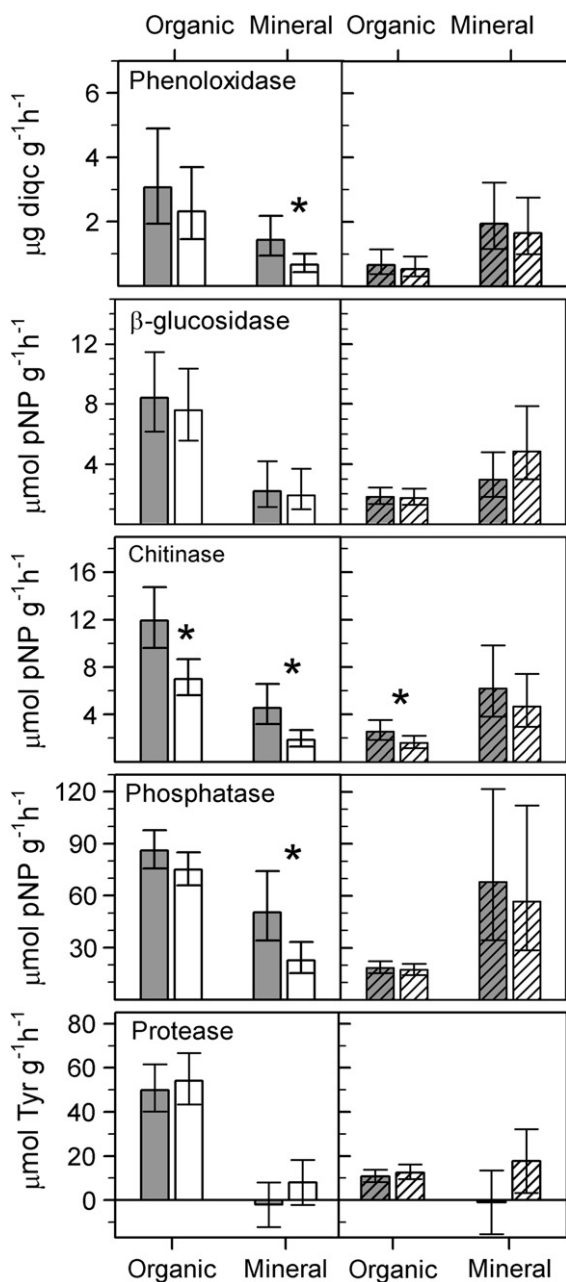 Organic Mineral Organic Mineral
Phenoloxidase
μg diqc g⁻¹h⁻¹
6
4
2
β-glucosidase
μmol pNP g⁻¹h⁻¹
12
8
4
*
Chitinase
μmol pNP g⁻¹h⁻¹
16
12
8
4
* * *
Phosphatase
μmol pNP g⁻¹h⁻¹
120
90
60
30
*
Protease
μmol Tyr g⁻¹h⁻¹
80
60
40
20
0
Organic Mineral Organic Mineral